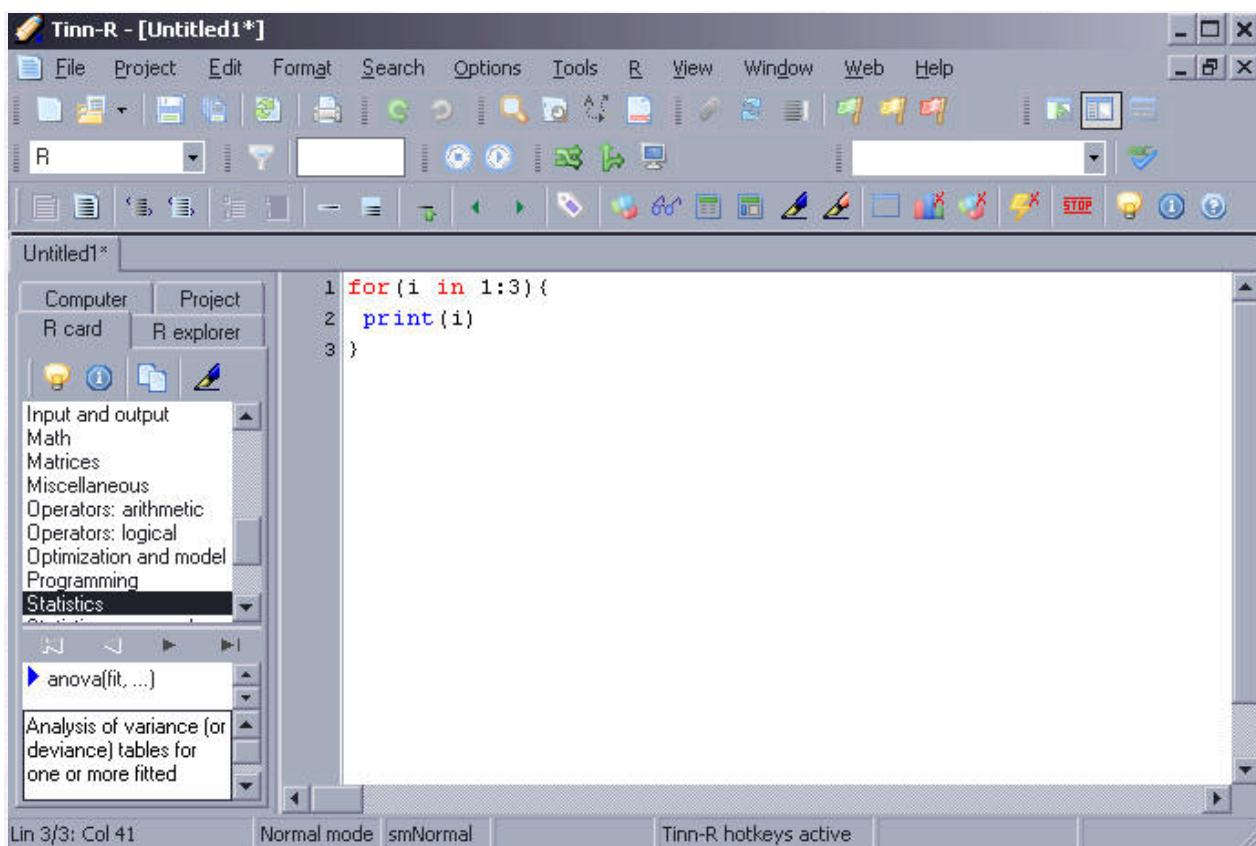 Tinn-R - [Untitled1*]
File Project Edit Format Search Options Tools R View Window Web Help
R
STOP
Untitled1*
Computer Project
R card R explorer
Input and output
Math
Matrices
Miscellaneous
Operators: arithmetic
Operators: logical
Optimization and model
Programming
Statistics
anova(fit, ...)
Analysis of variance (or
deviance) tables for
one or more fitted
1 for(i in 1:3){
2 print(i)
3 }
Lin 3/3: Col 41 Normal mode smNormal Tinn-R hotkeys active